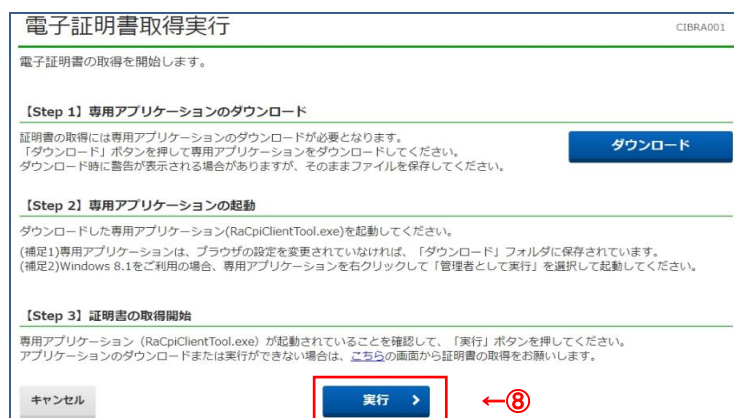 電子証明書取得実行
CIBRA001
電子証明書の取得を開始します。
【Step 1】専用アプリケーションのダウンロード
証明書の取得には専用アプリケーションのダウンロードが必要となります。
「ダウンロード」ボタンを押して専用アプリケーションをダウンロードしてください。
ダウンロード時に警告が表示される場合がありますが、そのままファイルを保存してください。
ダウンロード
【Step 2】専用アプリケーションの起動
ダウンロードした専用アプリケーション(RaCpiClientTool.exe)を起動してください。
(補足1)専用アプリケーションは、ブラウザの設定を変更されていなければ、「ダウンロード」フォルダに保存されています。
(補足2)Windows 8.1をご利用の場合、専用アプリケーションを右クリックして「管理者として実行」を選択して起動してください。
【Step 3】証明書の取得開始
専用アプリケーション（RaCpiClientTool.exe）が起動されていることを確認して、「実行」ボタンを押してください。
アプリケーションのダウンロードまたは実行ができない場合は、こちらの画面から証明書の取得をお願いします。
キャンセル
実行 >
←⑧